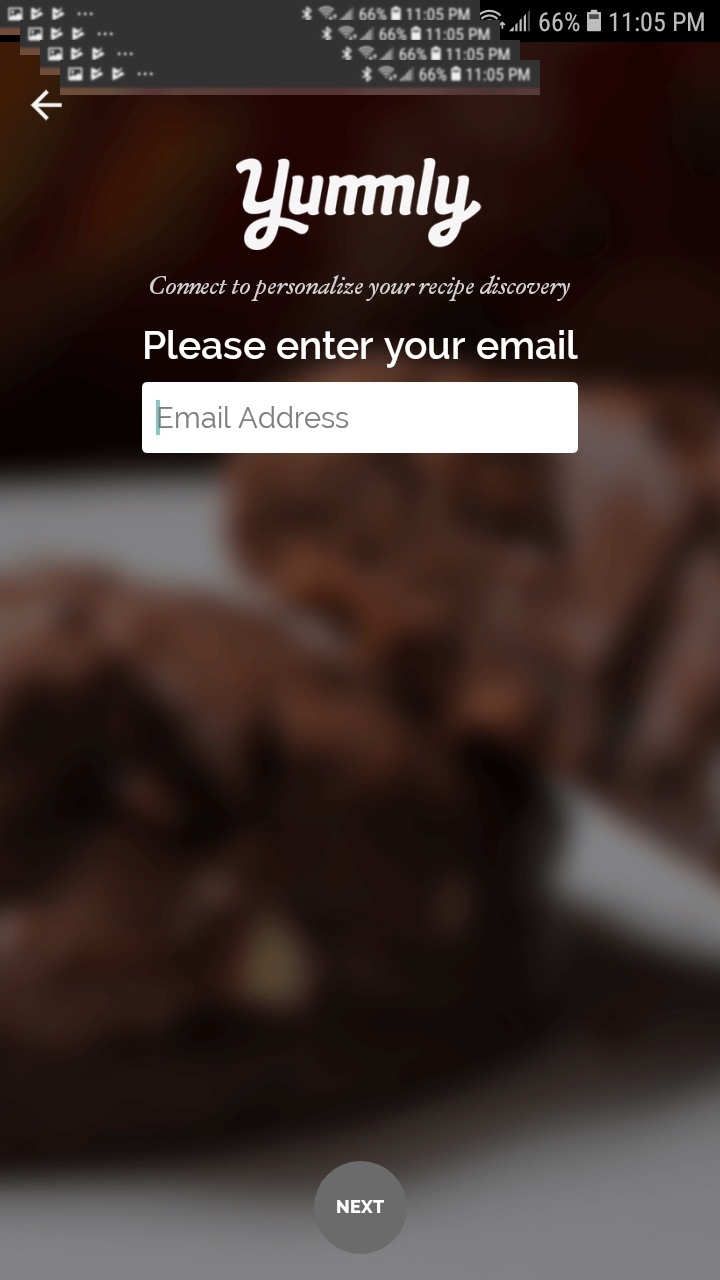 66% 11:05 PM
66% 11:05 PM
66% 11:05 PM
66% 11:05 PM
66% 11:05 PM
Yummly
Connect to personalize your recipe discovery
Please enter your email
Email Address
NEXT